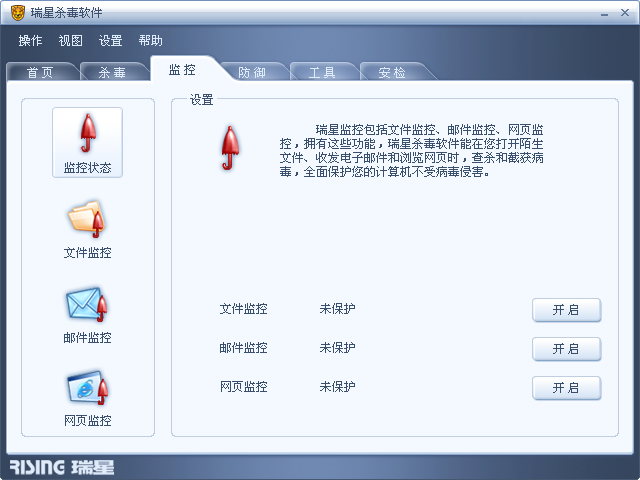 瑞星杀毒软件
操作 视图 设置 帮助
首页 杀毒 监控 防御 工具 安检
监控状态
文件监控
邮件监控
网页监控
设置
瑞星监控包括文件监控、邮件监控、网页监
控，拥有这些功能，瑞星杀毒软件能在您打开陌生
文件、收发电子邮件和浏览网页时，查杀和截获病
毒，全面保护您的计算机不受病毒侵害。
文件监控 未保护 开启
邮件监控 未保护 开启
网页监控 未保护 开启
RISING 瑞星